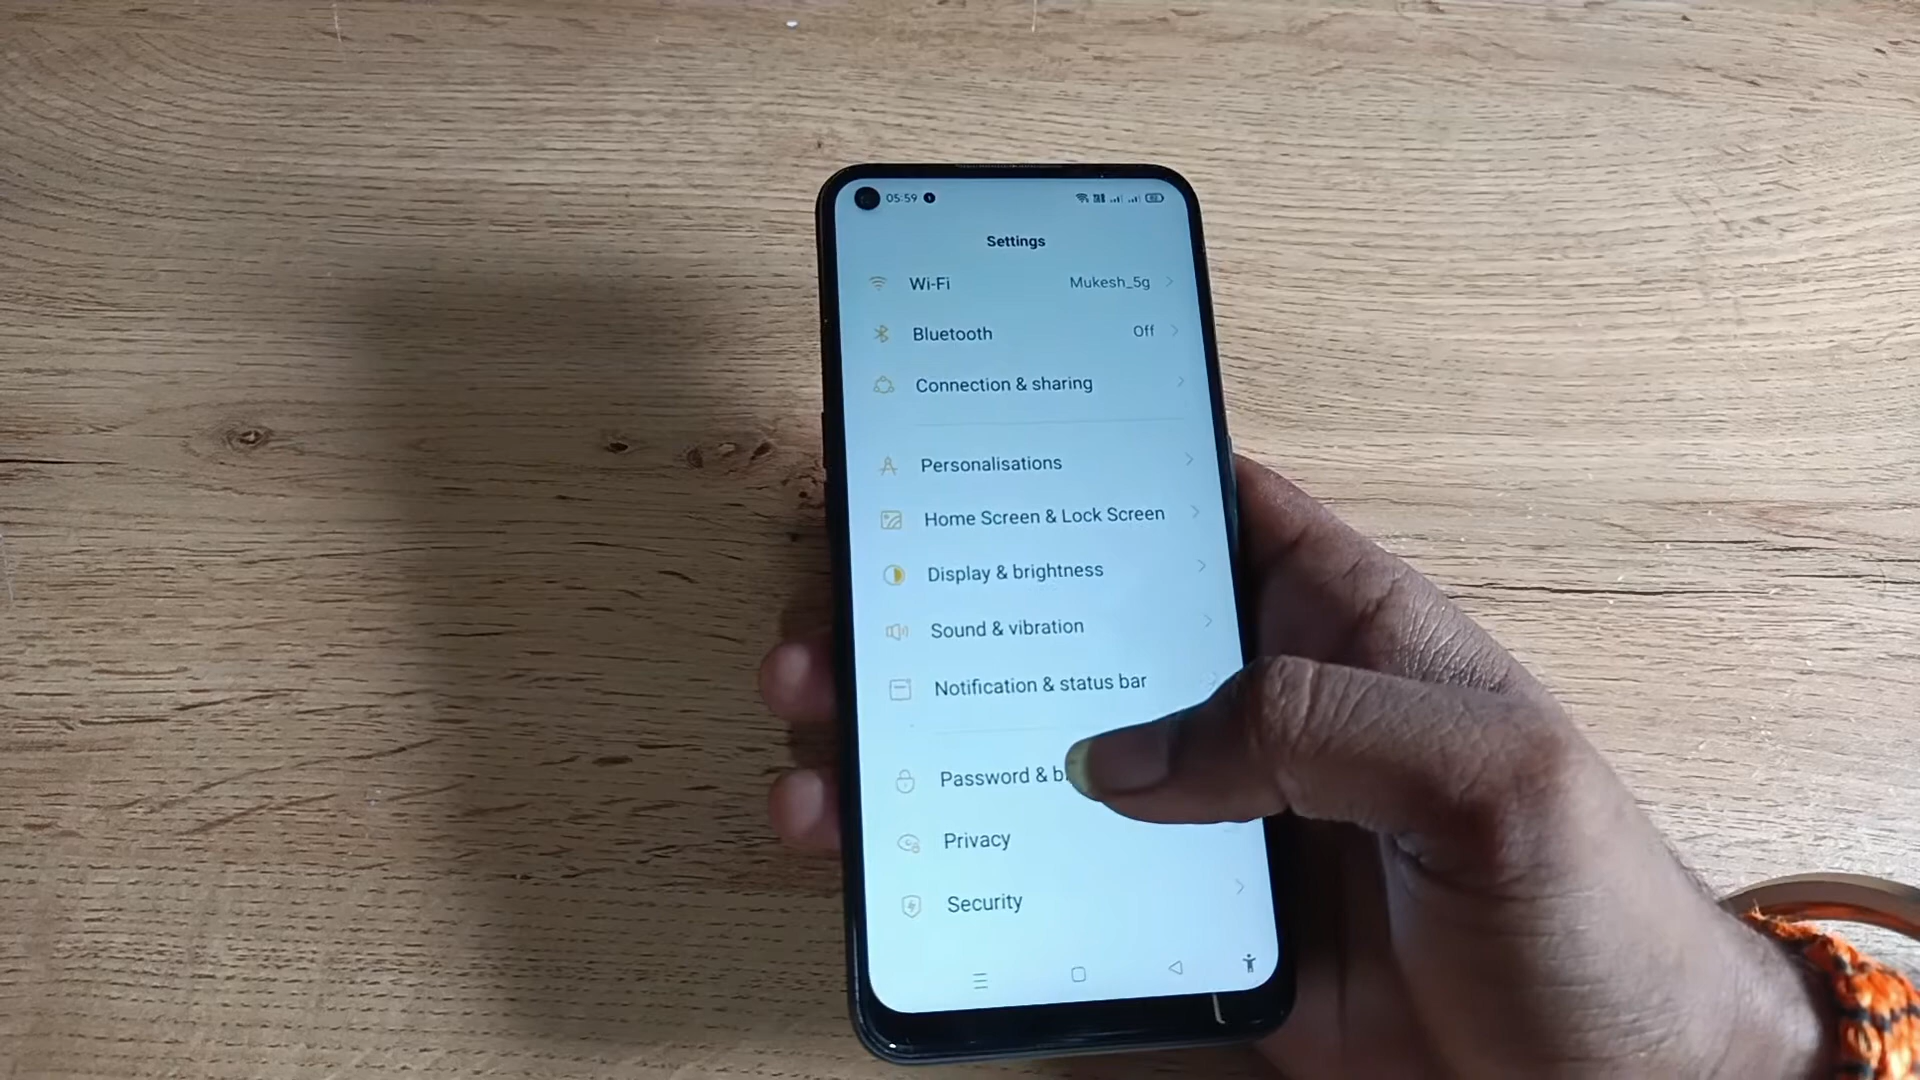 05:59
Settings
Wi-Fi Mukesh_5g
Bluetooth Off
Connection & sharing
Personalisations
Home Screen & Lock Screen
Display & brightness
Sound & vibration
Notification & status bar
Password &
Privacy
Security